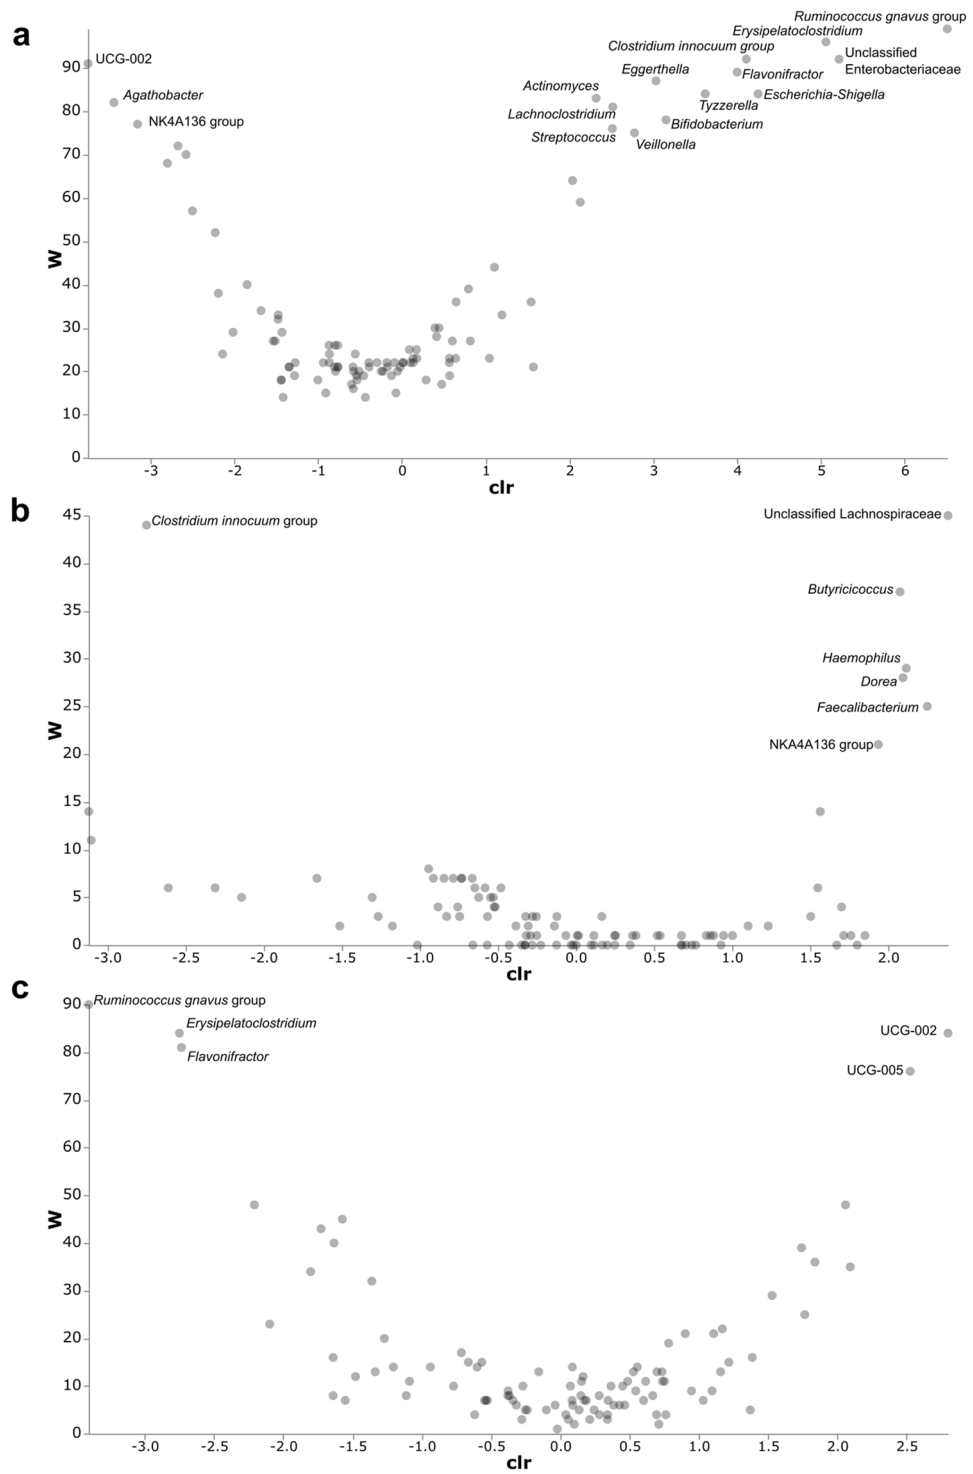 a
Ruminococcus gnavus group
Erysipelatoclostridium
Clostridium innocuum group
Unclassified
Enterobacteriaceae
UCG-002
Eggerthella
Flavonifractor
Agathobacter
Actinomyces
Escherichia-Shigella
Tyzzerella
Lachnoclostridium
NK4A136 group
Bifidobacterium
Streptococcus
Veillonella
90
80
70
60
50
40
30
20
10
0
W
-3 -2 -1 0 1 2 3 4 5 6
clr
b
Clostridium innocuum group
Unclassified Lachnospiraceae
Butyricicoccus
Haemophilus
Dorea
Faecalibacterium
NKA4A136 group
45
40
35
30
25
20
15
10
5
0
W
-3.0 -2.5 -2.0 -1.5 -1.0 -0.5 0.0 0.5 1.0 1.5 2.0
clr
c
Ruminococcus gnavus group
Erysipelatoclostridium
UCG-002
Flavonifractor
UCG-005
90
80
70
60
50
40
30
20
10
0
W
-3.0 -2.5 -2.0 -1.5 -1.0 -0.5 0.0 0.5 1.0 1.5 2.0 2.5
clr